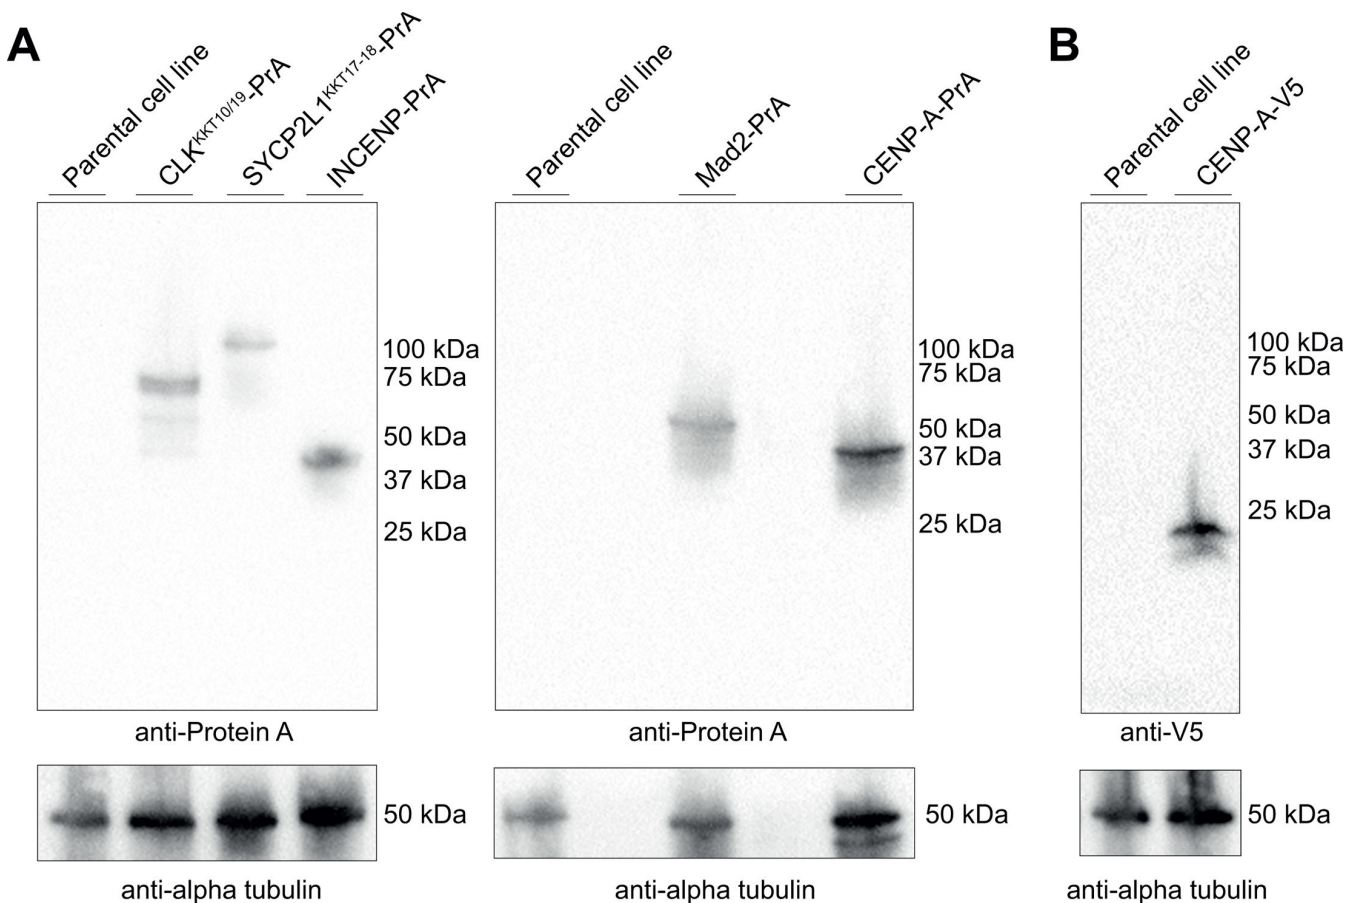 A
Parental cell line
CLKKKT10/19-PrA
SYCP2L1KKT17-18-PrA
INCENP-PrA
100 kDa
75 kDa
50 kDa
37 kDa
25 kDa
anti-Protein A
50 kDa
anti-alpha tubulin
Parental cell line
Mad2-PrA
CENP-A-PrA
100 kDa
75 kDa
50 kDa
37 kDa
25 kDa
anti-Protein A
50 kDa
anti-alpha tubulin
B
Parental cell line
CENP-A-V5
100 kDa
75 kDa
50 kDa
37 kDa
25 kDa
anti-V5
50 kDa
anti-alpha tubulin